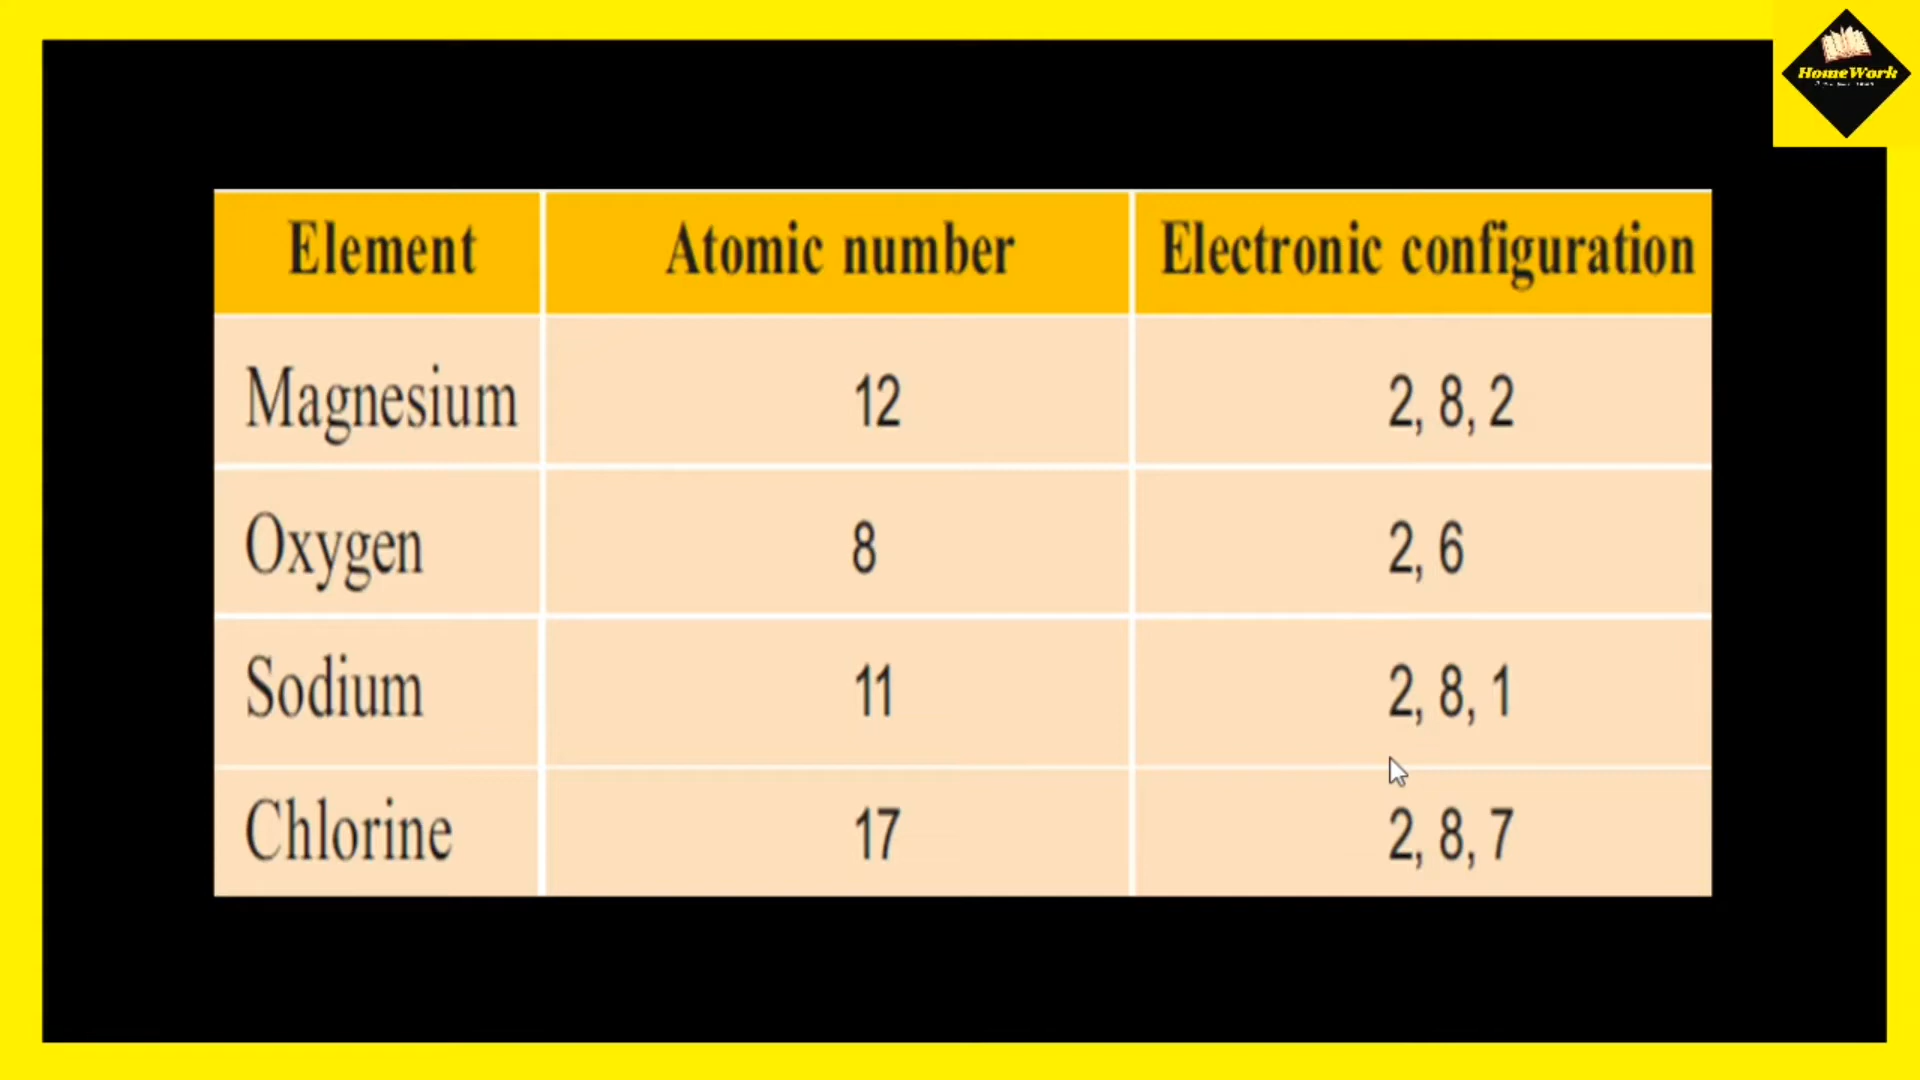 HomeWork
Element Atomic number Electronic configuration
Magnesium 12 2, 8, 2
Oxygen 8 2, 6
Sodium 11 2, 8, 1
Chlorine 17 2, 8, 7